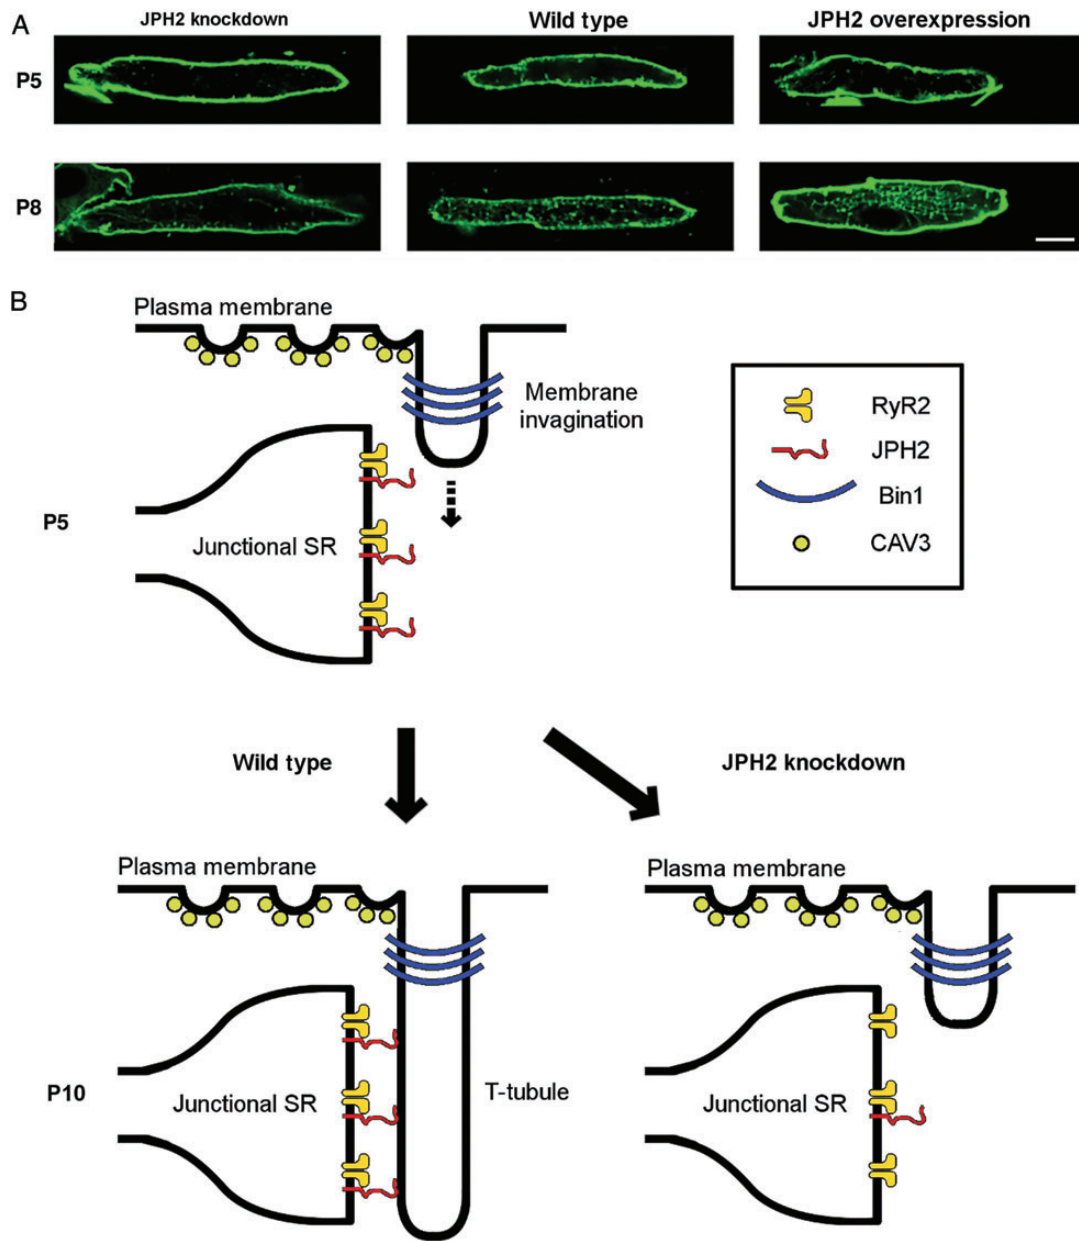 A
JPH2 knockdown
Wild type
JPH2 overexpression
P5
P8
B
Plasma membrane
Membrane
invagination
RyR2
JPH2
Bin1
CAV3
P5
Junctional SR
Wild type
JPH2 knockdown
Plasma membrane
Plasma membrane
P10
Junctional SR
T-tubule
Junctional SR